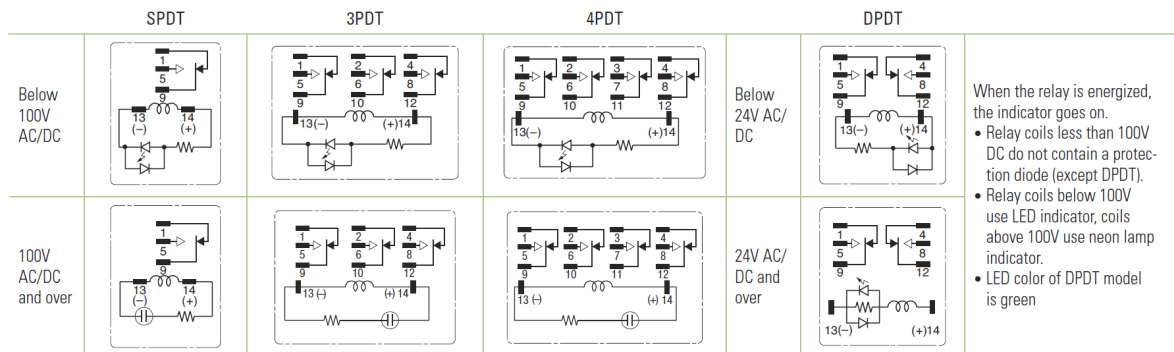 SPDT 3PDT 4PDT DPDT
Below
100V
AC/DC
1
5
9
13 14
(–) (+)
1 2 4
5 6 8
9 10 12
13(–) (+)14
1 2 3 4
5 6 7 8
9 10 11 12
13(–) (+)14
Below
24V AC/
DC
1 4
5 8
9 12
13(–) (+)14
When the relay is energized,
the indicator goes on.
• Relay coils less than 100V
DC do not contain a protec-
tion diode (except DPDT).
• Relay coils below 100V
use LED indicator, coils
above 100V use neon lamp
indicator.
• LED color of DPDT model
is green
100V
AC/DC
and over
1
5
9
13 14
(–) (+)
1 2 4
5 6 8
9 10 12
13 (–) (+) 14
1 2 3 4
5 6 7 8
9 10 11 12
13 (–) (+) 14
24V AC/
DC and
over
1 4
5 8
9 12
13(–) (+)14